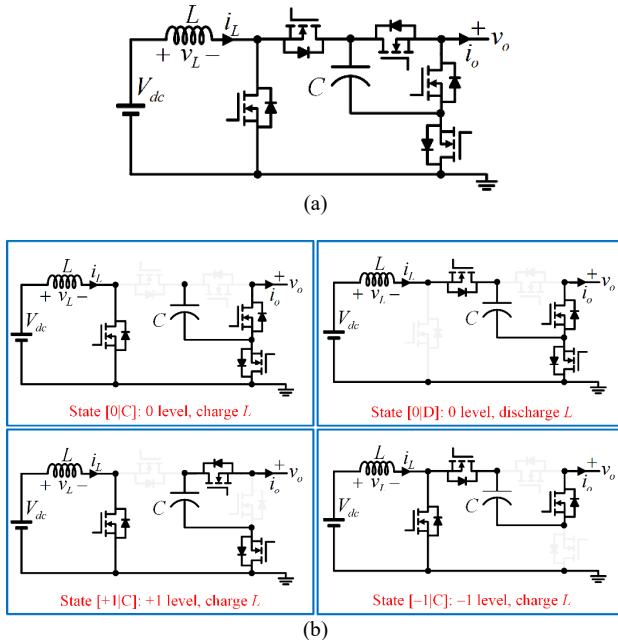 L
i_L
+ v_L −
V_dc
C
+
v_o
i_o
(a)
L
i_L
+ v_L −
V_dc
C
+
v_o
i_o
State [0|C]: 0 level, charge L
L
i_L
+ v_L −
V_dc
C
+
v_o
i_o
State [0|D]: 0 level, discharge L
L
i_L
+ v_L −
V_dc
C
+
v_o
i_o
State [+1|C]: +1 level, charge L
L
i_L
+ v_L −
V_dc
C
+
v_o
i_o
State [−1|C]: −1 level, charge L
(b)